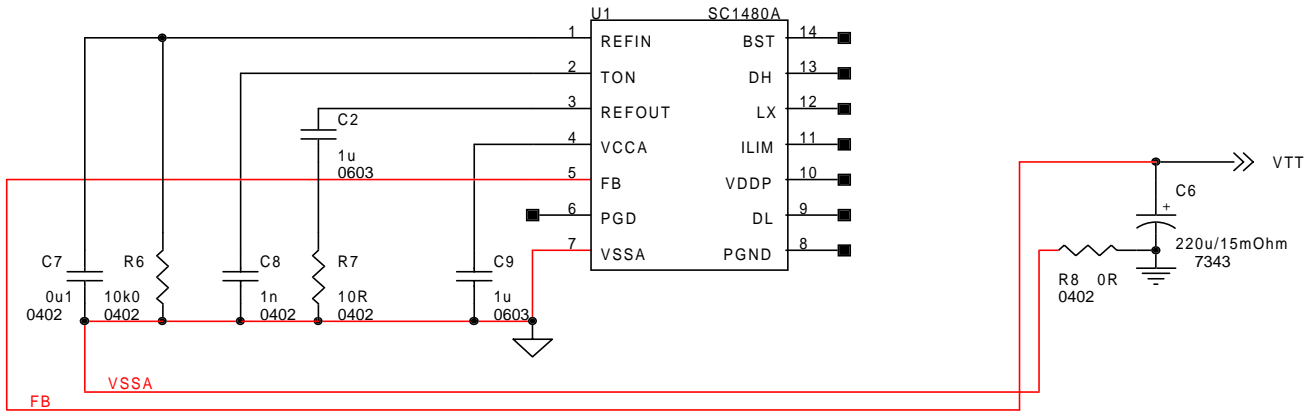 U1
SC1480A
1 REFIN BST 14
2 TON DH 13
3 REFOUT LX 12
C2
1u
0603
4 VCCA ILIM 11
5 FB VDDP 10
6 PGD DL 9
7 VSSA PGND 8
VTT
C6
+
220u/15mOhm
7343
R8 0R
0402
C7
0u1
0402
R6
10k0
0402
C8
1n
0402
R7
10R
0402
C9
1u
0603
VSSA
FB